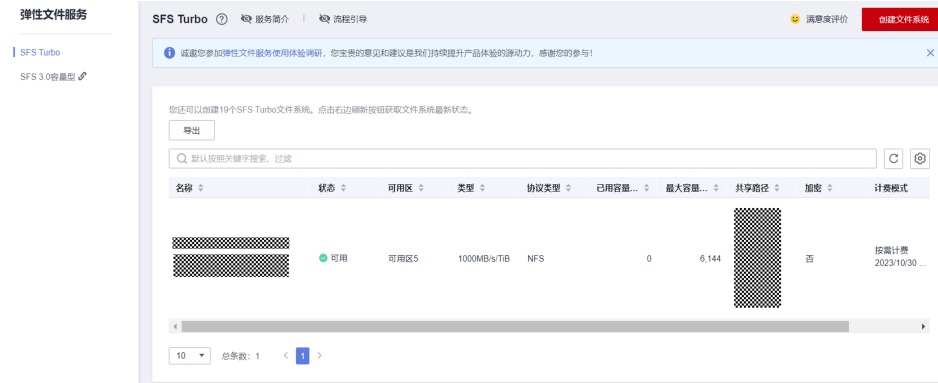 弹性文件服务
SFS Turbo
SFS 3.0容量型
SFS Turbo 服务简介 流程引导 满意度评价 创建文件系统
诚邀您参加弹性文件服务使用体验调研，您宝贵的意见和建议是我们持续提升产品体验的源动力，感谢您的参与！
您还可以创建19个SFS Turbo文件系统。点击右边刷新按钮获取文件系统最新状态。
导出
默认按照关键字搜索、过滤
名称 状态 可用区 类型 协议类型 已用容量... 最大容量... 共享路径 加密 计费模式
可用 可用区5 1000MB/s/TiB NFS 0 6,144 否 按需计费
2023/10/30 ...
10 总条数：1 1